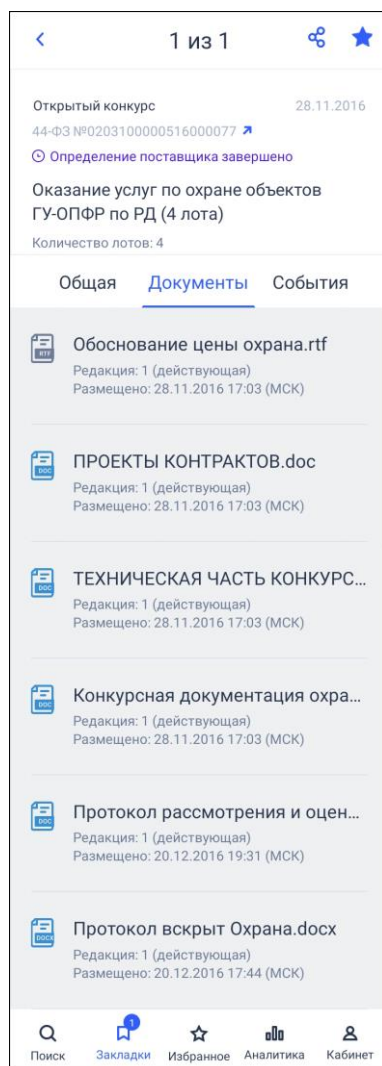 1 из 1
Открытый конкурс
28.11.2016
44-ФЗ №0203100000516000077
Определение поставщика завершено
Оказание услуг по охране объектов
ГУ-ОПФР по РД (4 лота)
Количество лотов: 4
Общая Документы События
RTF
Обоснование цены охрана.rtf
Редакция: 1 (действующая)
Размещено: 28.11.2016 17:03 (МСК)
DOC
ПРОЕКТЫ КОНТРАКТОВ.doc
Редакция: 1 (действующая)
Размещено: 28.11.2016 17:03 (МСК)
DOC
ТЕХНИЧЕСКАЯ ЧАСТЬ КОНКУРС...
Редакция: 1 (действующая)
Размещено: 28.11.2016 17:03 (МСК)
DOC
Конкурсная документация охра...
Редакция: 1 (действующая)
Размещено: 28.11.2016 17:03 (МСК)
DOC
Протокол рассмотрения и оцен...
Редакция: 1 (действующая)
Размещено: 20.12.2016 19:31 (МСК)
DOCX
Протокол вскрыт Охрана.docx
Редакция: 1 (действующая)
Размещено: 20.12.2016 17:44 (МСК)
1
Поиск Закладки Избранное Аналитика Кабинет